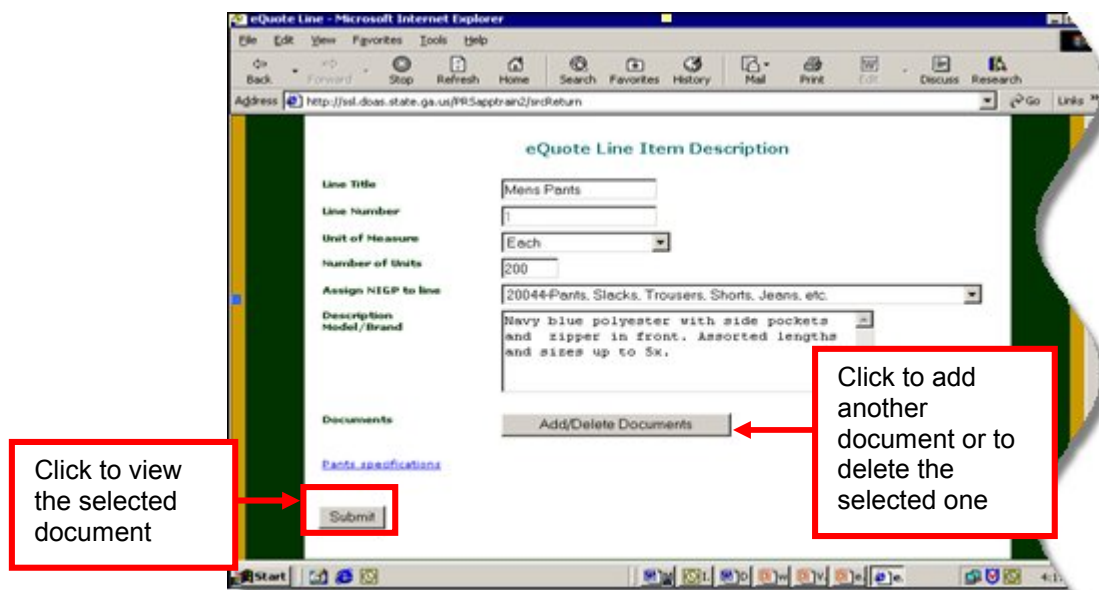 eQuote Line - Microsoft Internet Explorer
File Edit View Favorites Tools Help
Back Forward Stop Refresh Home Search Favorites History Mail Print Edit Discuss Research
Address http://ssl.doas.state.ga.us/PRSapptrain2/srcReturn Go Links »
eQuote Line Item Description
Line Title Mens Pants
Line Number 1
Unit of Measure Each
Number of Units 200
Assign NIGP to line 20044-Pants, Slacks, Trousers, Shorts, Jeans, etc.
Description
Model/Brand
Navy blue polyester with side pockets
and zipper in front. Assorted lengths
and sizes up to 5x.
Documents Add/Delete Documents
Pants specifications
Submit
Click to view
the selected
document
Click to add
another
document or to
delete the
selected one
Start